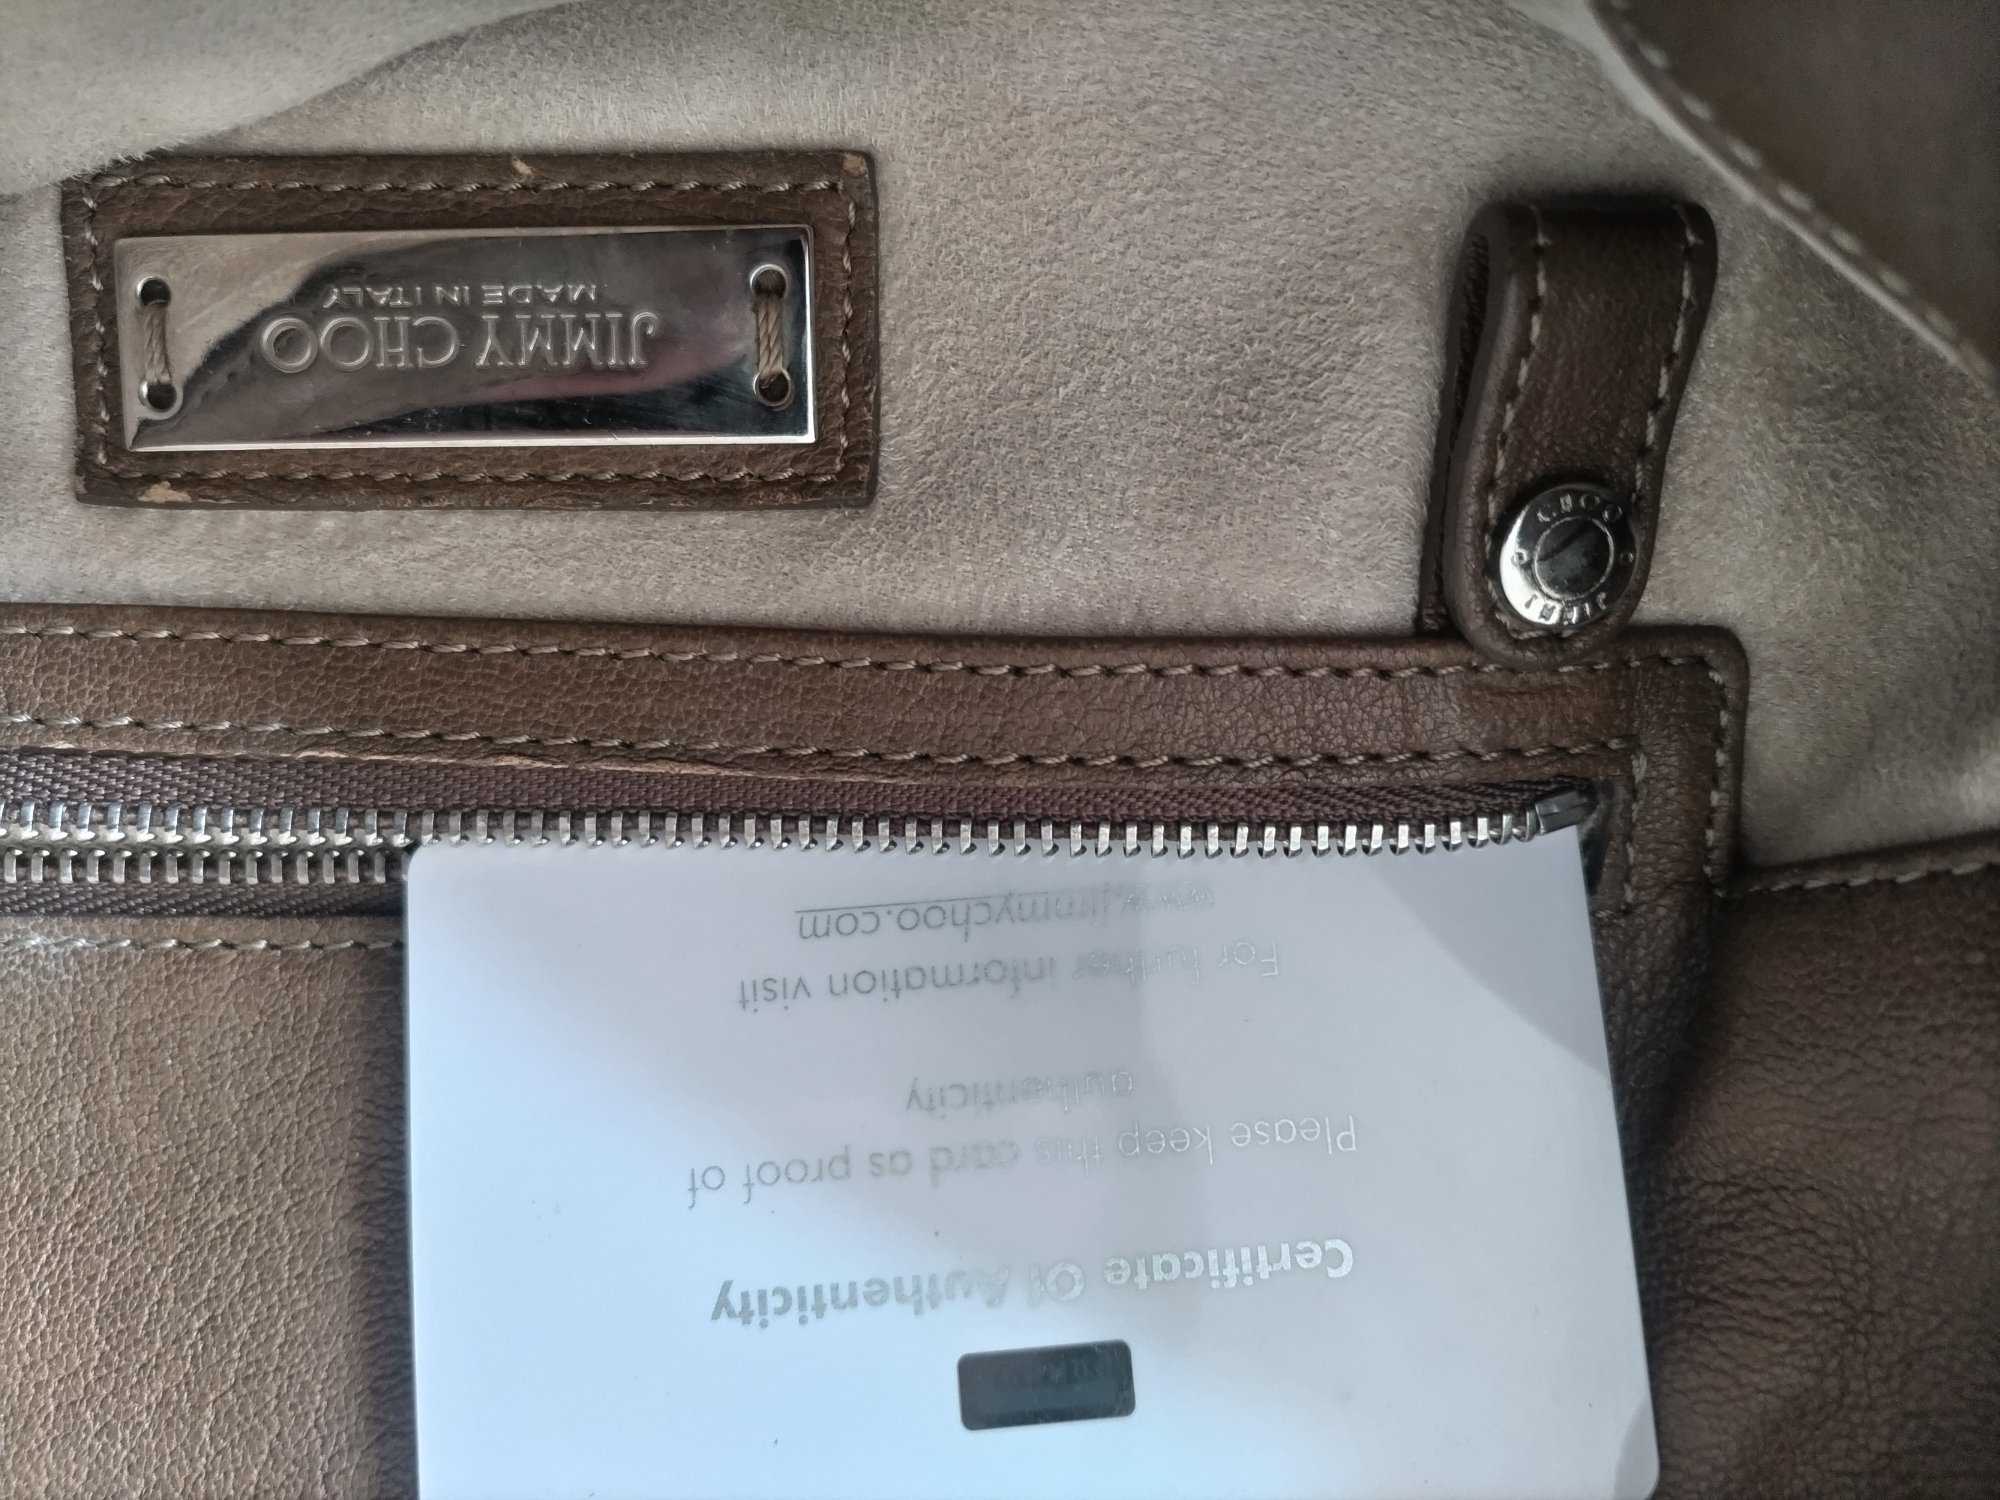 JIMMY CHOO
MADE IN ITALY
JIMMY
CHOO
Certificate Of Authenticity
Please keep this card as proof of
authenticity
For further information visit
www.jimmychoo.com